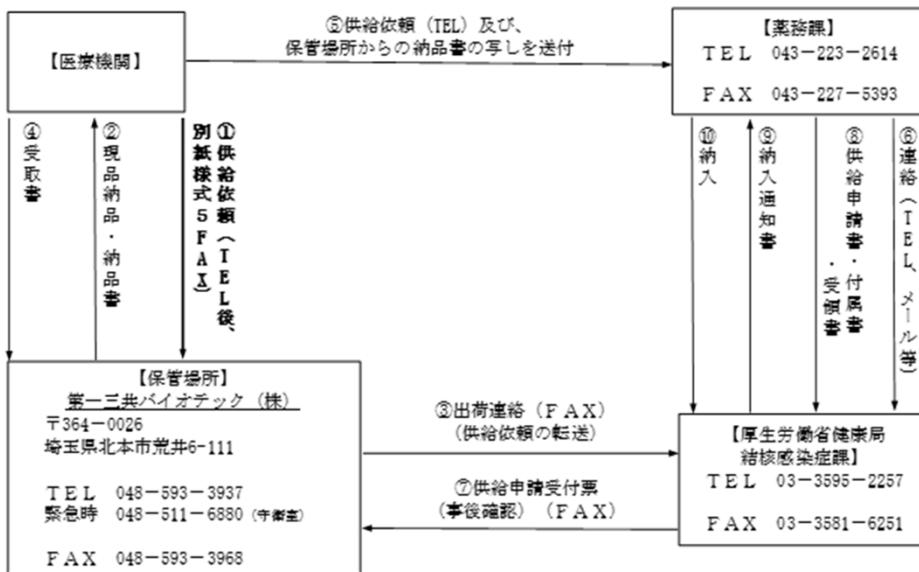 ⑤供給依頼（TEL）及び、
保管場所からの納品書の写しを送付
【医療機関】
【薬務課】
ＴＥＬ　043－223－2614
ＦＡＸ　043－227－5393
④受取書
②現品納品・納品書
①供給依頼（ＴＥＬ後、
別紙様式５ＦＡＸ）
⑩納入
⑨納入通知書
⑧供給申請書・付属書
・受領書
⑥連絡（ＴＥＬ、メール等）
【保管場所】
第一三共バイオテック（株）
〒364－0026
埼玉県北本市荒井6-111
ＴＥＬ　048－593－3937
緊急時　048－511－6880（守衛室）
ＦＡＸ　048－593－3968
③出荷連絡（ＦＡＸ）
（供給依頼の転送）
⑦供給申請受付票
（事後確認）（ＦＡＸ）
【厚生労働省健康局
結核感染症課】
ＴＥＬ　03－3595－2257
ＦＡＸ　03－3581－6251